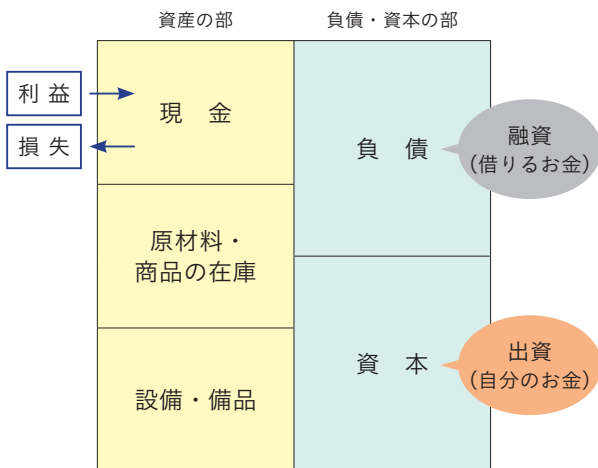 資産の部
負債・資本の部
利益
損失
現　金
原材料・
商品の在庫
設備・備品
負　債
資　本
融資
(借りるお金)
出資
(自分のお金)